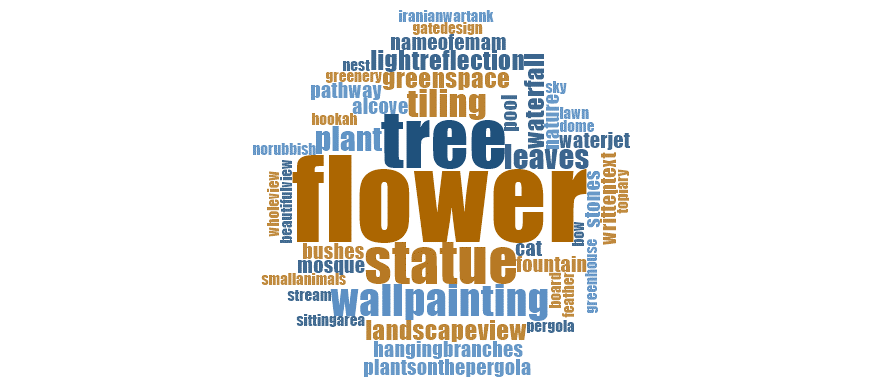 iranianwartank
gatedesign
nameofemam
nest lightreflection
greenery greenspace waterfall
pathway sky
alcove tiling pool nature lawn
hookah dome
plant tree waterjet
norubbish leaves
wholeview beautifulview flower stones writtentext topiary
bushes statue cat bow
mosque fountain
smallanimals board feather greenhouse
stream wallpainting
sittingarea landscapeview pergola
hangingbranches
plantsonthepergola